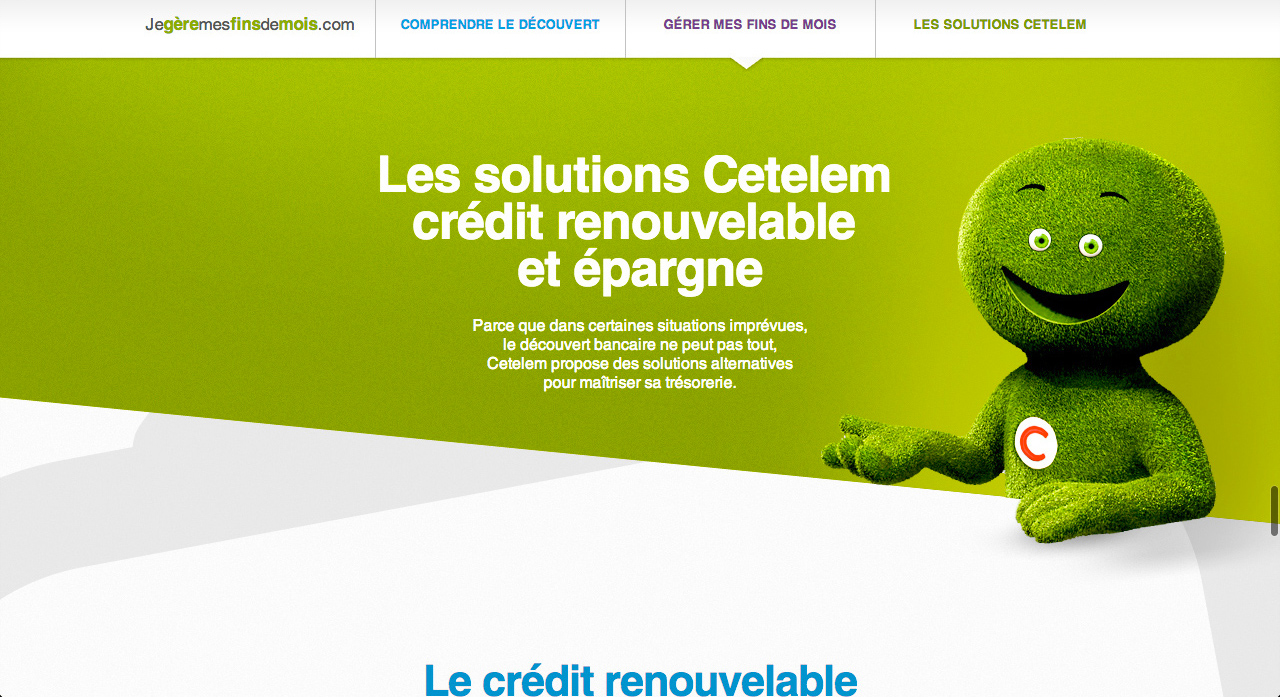 Jegèremesfinsdemois.com
COMPRENDRE LE DÉCOUVERT
GÉRER MES FINS DE MOIS
LES SOLUTIONS CETELEM
Les solutions Cetelem
crédit renouvelable
et épargne
Parce que dans certaines situations imprévues,
le découvert bancaire ne peut pas tout,
Cetelem propose des solutions alternatives
pour maîtriser sa trésorerie.
C
Le crédit renouvelable